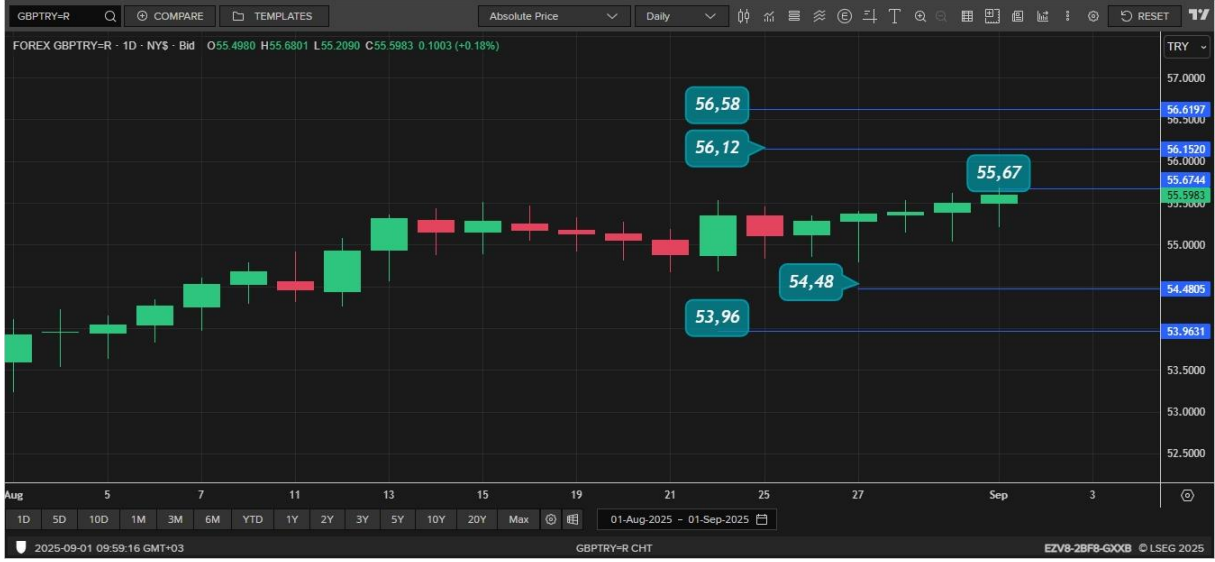 GBPTRY=R
COMPARE
TEMPLATES
Absolute Price
Daily
RESET
FOREX GBPTRY=R · 1D · NY$ · Bid O55.4980 H55.6801 L55.2090 C55.5983 0.1003 (+0.18%)
TRY
57.0000
56,58
56.6197
56.5000
56,12
56.1520
56.0000
55,67
55.6744
55.5983
55.5000
55.0000
54,48
54.4805
53,96
53.9631
53.5000
53.0000
52.5000
Aug 5 7 11 13 15 19 21 25 27 Sep 3
1D 5D 10D 1M 3M 6M YTD 1Y 2Y 3Y 5Y 10Y 20Y Max 01-Aug-2025 - 01-Sep-2025
2025-09-01 09:59:16 GMT+03 GBPTRY=R CHT EZV8-2BF8-GXXB © LSEG 2025